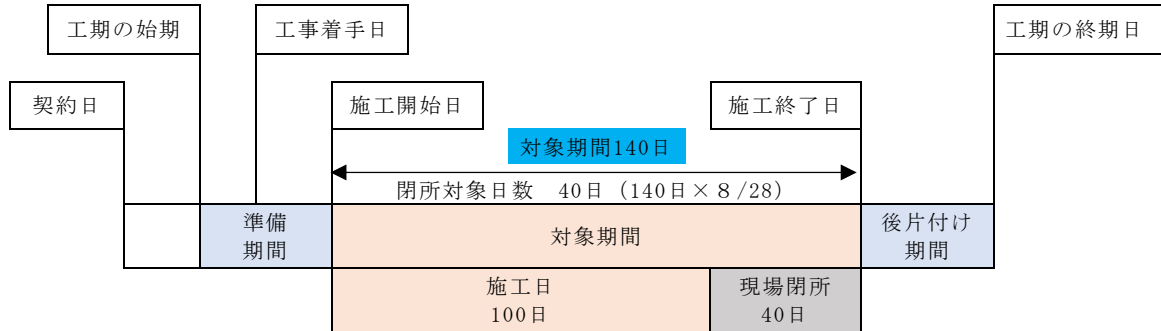 工期の始期
工事着手日
工期の終期日
契約日
施工開始日
施工終了日
対象期間140日
閉所対象日数 40日（140日×８/28）
準備
期間
対象期間
後片付け
期間
施工日
100日
現場閉所
40日